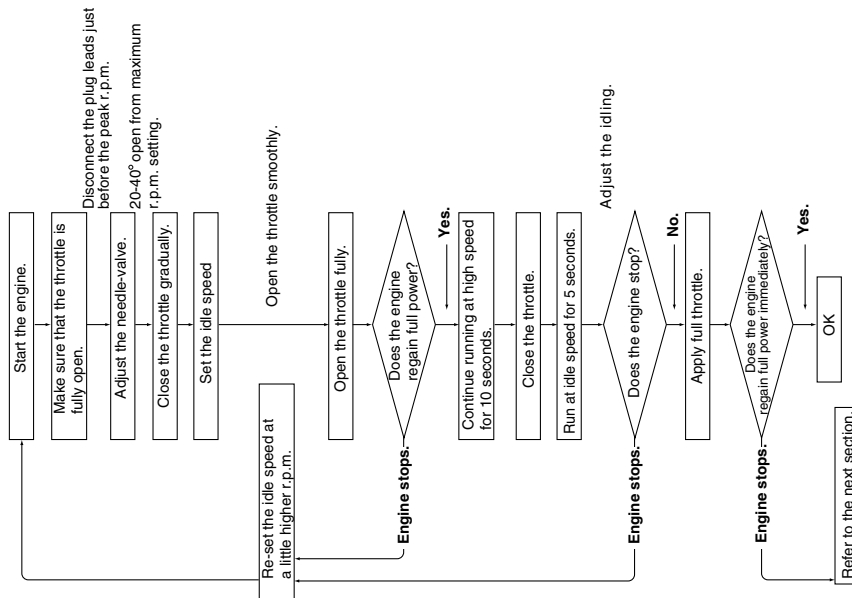 Start the engine.
Make sure that the throttle is
fully open.
Disconnect the plug leads just
before the peak r.p.m.
Adjust the needle-valve.
20-40° open from maximum
r.p.m. setting.
Close the throttle gradually.
Set the idle speed
Open the throttle smoothly.
Re-set the idle speed at
a little higher r.p.m.
Open the throttle fully.
Does the engine
regain full power?
Engine stops.
Yes.
Continue running at high speed
for 10 seconds.
Close the throttle.
Run at idle speed for 5 seconds.
Adjust the idling.
Does the engine stop?
Engine stops.
No.
Apply full throttle.
Does the engine
regain full power immediately?
Engine stops.
Yes.
OK
Refer to the next section.